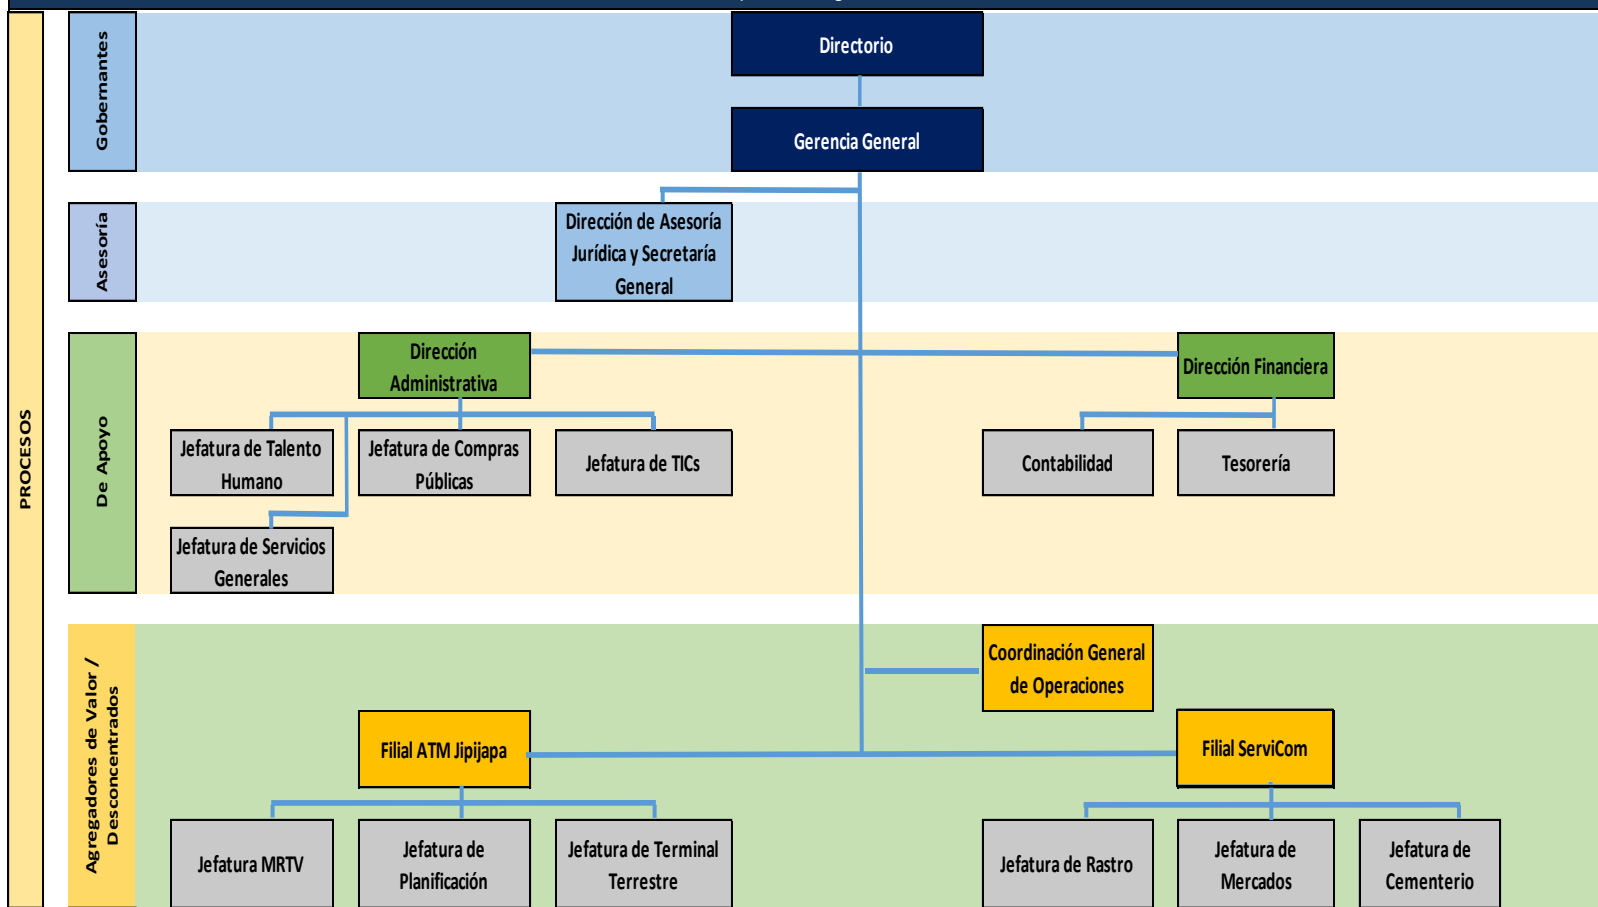 PROCESOS
Gobernantes
Directorio
Gerencia General
Asesoría
Dirección de Asesoría
Jurídica y Secretaría
General
De Apoyo
Dirección
Administrativa
Dirección Financiera
Jefatura de Talento
Humano
Jefatura de Compras
Públicas
Jefatura de TICs
Contabilidad
Tesorería
Jefatura de Servicios
Generales
Agregadores de Valor /
Desconcentrados
Coordinación General
de Operaciones
Filial ATM Jipijapa
Filial ServiCom
Jefatura MRTV
Jefatura de
Planificación
Jefatura de Terminal
Terrestre
Jefatura de Rastro
Jefatura de
Mercados
Jefatura de
Cementerio